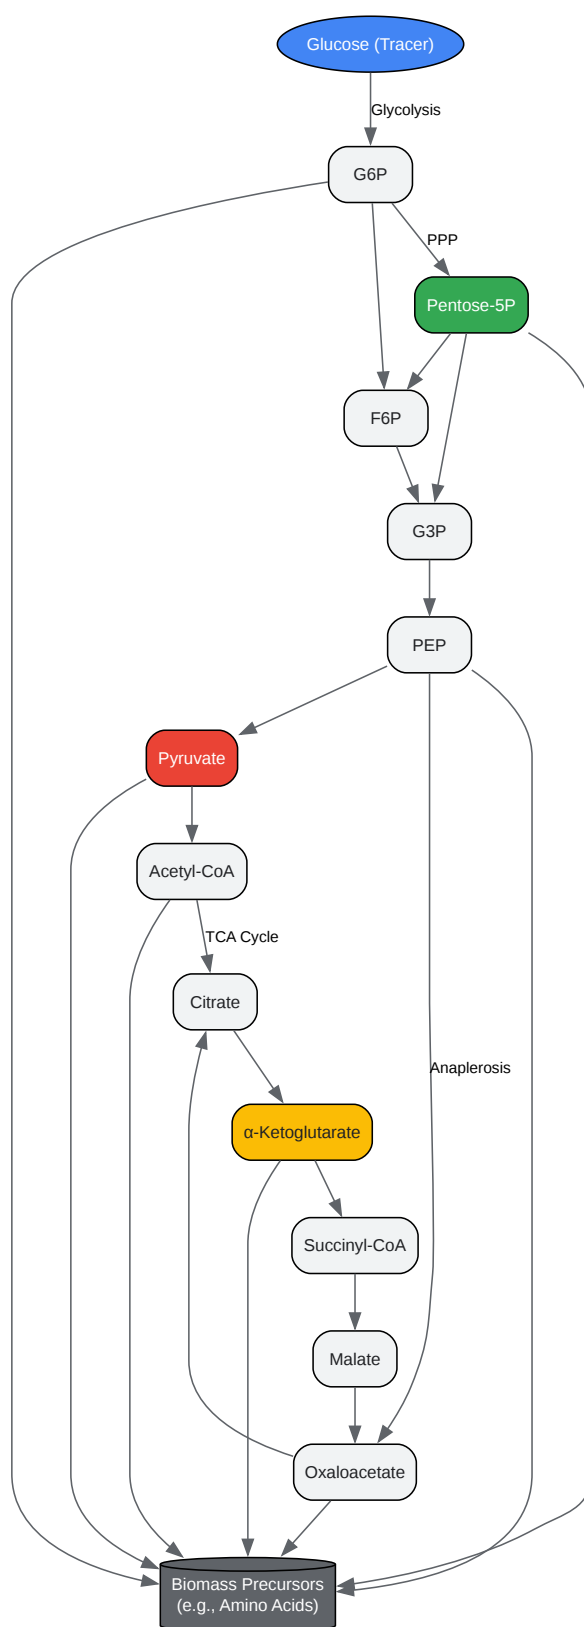 Glucose (Tracer)
Glycolysis
G6P
PPP
Pentose-5P
F6P
G3P
PEP
Pyruvate
Acetyl-CoA
TCA Cycle
Citrate
Anaplerosis
α-Ketoglutarate
Succinyl-CoA
Malate
Oxaloacetate
Biomass Precursors
(e.g., Amino Acids)